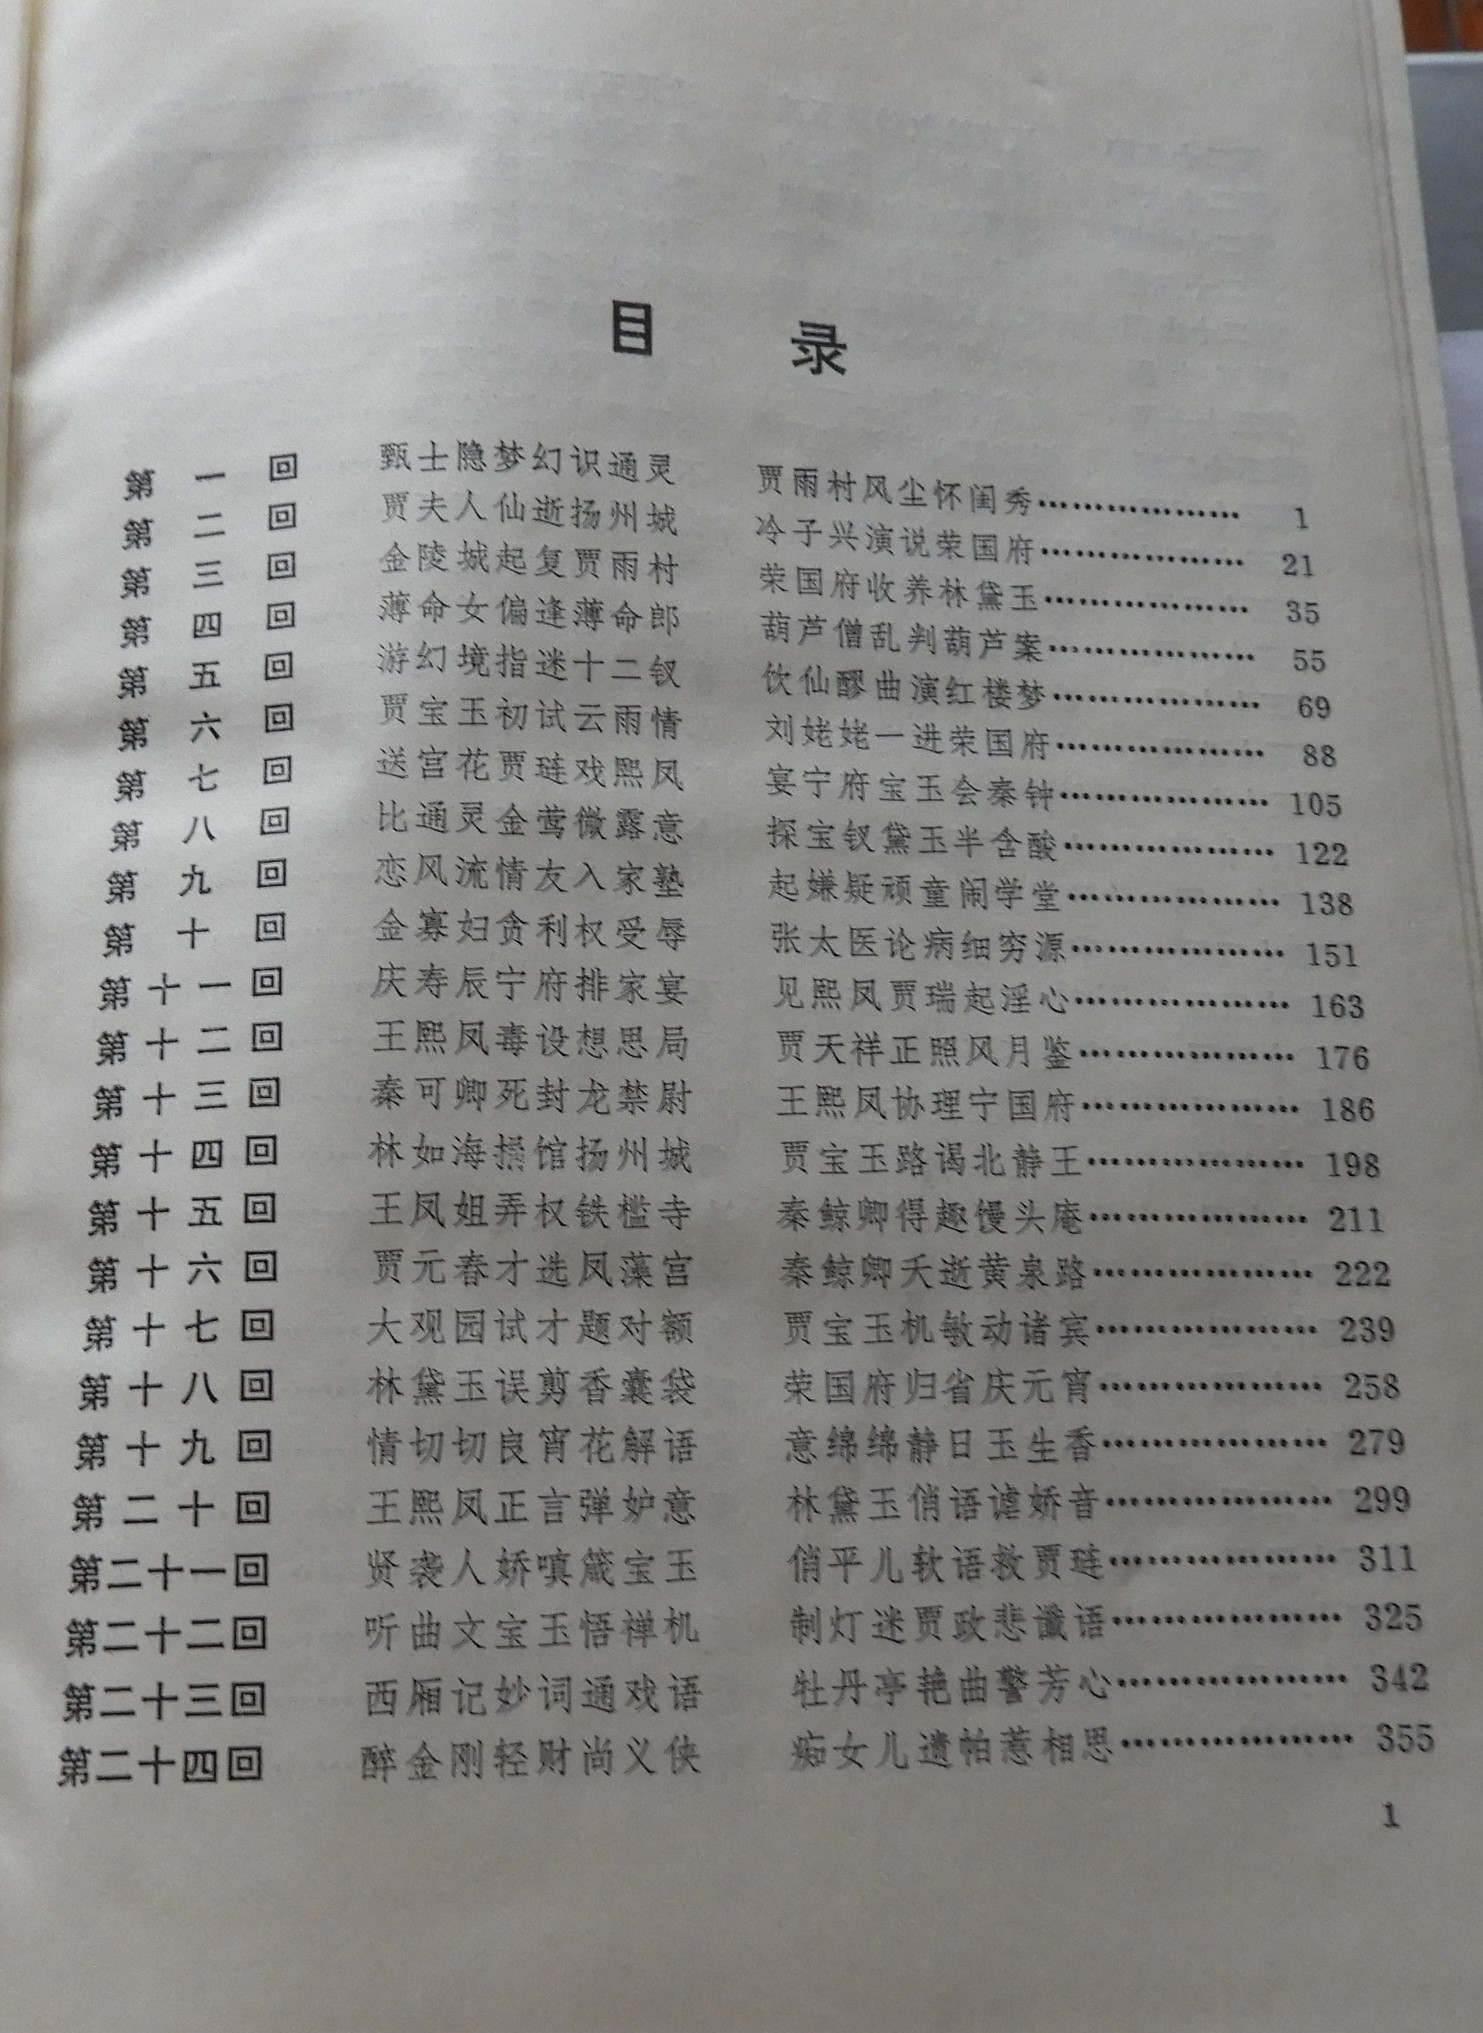 目 录
第一回 甄士隐梦幻识通灵 贾雨村风尘怀闺秀………………… 1
第二回 贾夫人仙逝扬州城 冷子兴演说荣国府………………… 21
第三回 金陵城起复贾雨村 荣国府收养林黛玉………………… 35
第四回 薄命女偏逢薄命郎 葫芦僧乱判葫芦案………………… 55
第五回 游幻境指迷十二钗 饮仙醪曲演红楼梦………………… 69
第六回 贾宝玉初试云雨情 刘姥姥一进荣国府………………… 88
第七回 送宫花贾琏戏熙凤 宴宁府宝玉会秦钟………………… 105
第八回 比通灵金莺微露意 探宝钗黛玉半含酸………………… 122
第九回 恋风流情友入家塾 起嫌疑顽童闹学堂………………… 138
第十回 金寡妇贪利权受辱 张太医论病细穷源………………… 151
第十一回 庆寿辰宁府排家宴 见熙凤贾瑞起淫心………………… 163
第十二回 王熙凤毒设想思局 贾天祥正照风月鉴………………… 176
第十三回 秦可卿死封龙禁尉 王熙凤协理宁国府………………… 186
第十四回 林如海捐馆扬州城 贾宝玉路谒北静王………………… 198
第十五回 王凤姐弄权铁槛寺 秦鲸卿得趣馒头庵………………… 211
第十六回 贾元春才选凤藻宫 秦鲸卿夭逝黄泉路………………… 222
第十七回 大观园试才题对额 贾宝玉机敏动诸宾………………… 239
第十八回 林黛玉误剪香囊袋 荣国府归省庆元宵………………… 258
第十九回 情切切良宵花解语 意绵绵静日玉生香………………… 279
第二十回 王熙凤正言弹妒意 林黛玉俏语谑娇音………………… 299
第二十一回 贤袭人娇嗔箴宝玉 俏平儿软语救贾琏………………… 311
第二十二回 听曲文宝玉悟禅机 制灯迷贾政悲谶语………………… 325
第二十三回 西厢记妙词通戏语 牡丹亭艳曲警芳心………………… 342
第二十四回 醉金刚轻财尚义侠 痴女儿遗帕惹相思………………… 355
1